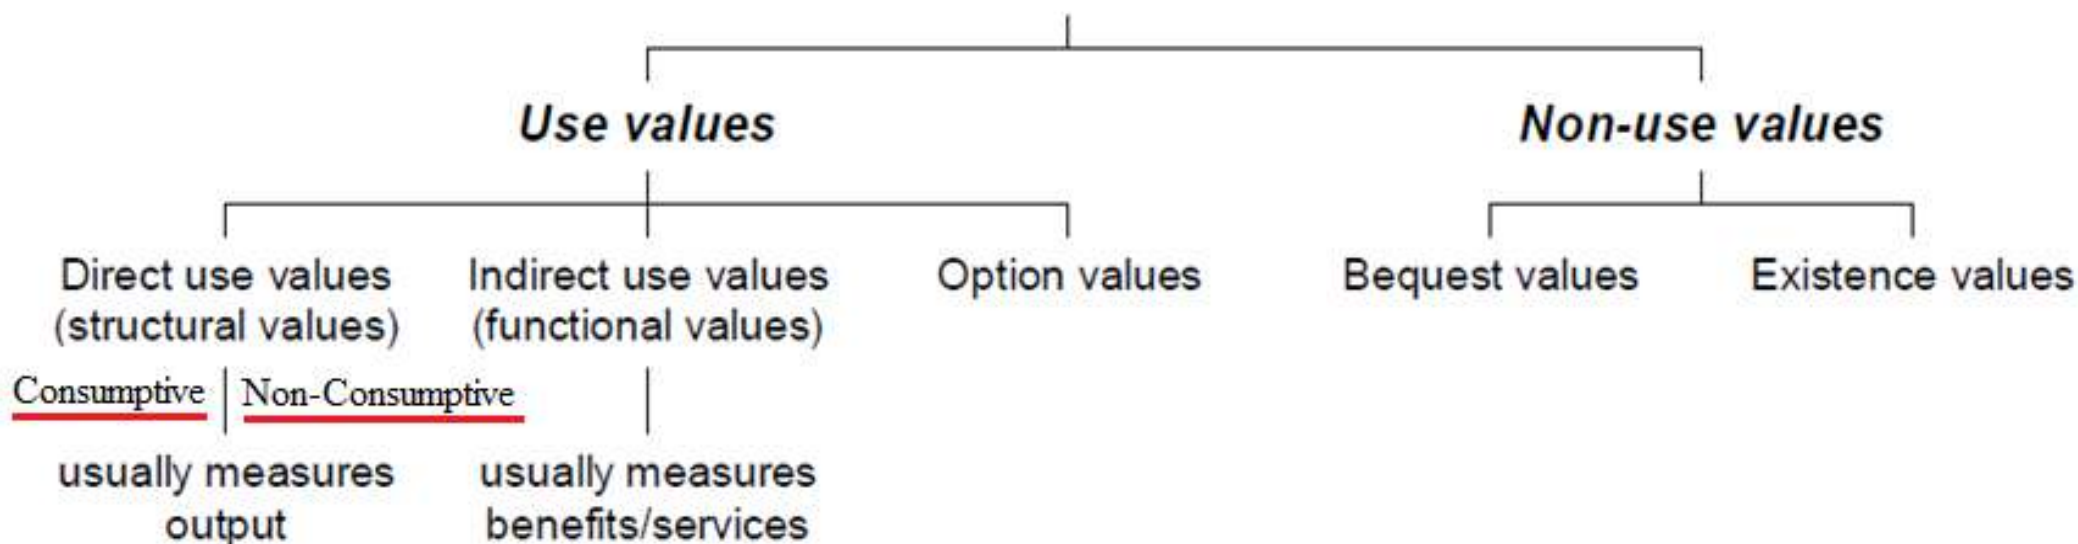 Use values
Non-use values
Direct use values
(structural values)
Indirect use values
(functional values)
Option values
Bequest values
Existence values
Consumptive
Non-Consumptive
usually measures
output
usually measures
benefits/services